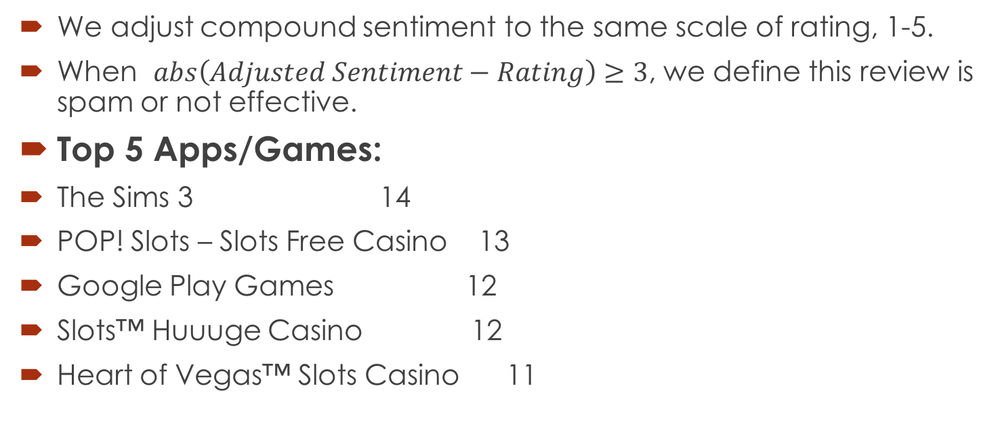 We adjust compound sentiment to the same scale of rating, 1-5.
When abs(Adjusted Sentiment − Rating) ≥ 3, we define this review is
spam or not effective.
Top 5 Apps/Games:
The Sims 3 14
POP! Slots – Slots Free Casino 13
Google Play Games 12
Slots™ Huuuge Casino 12
Heart of Vegas™ Slots Casino 11